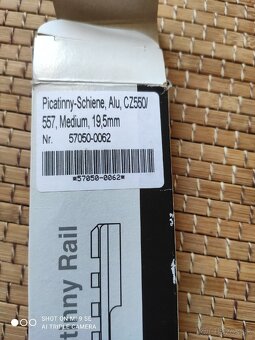 Picatinny-Schiene, Alu, CZ550/
557, Medium, 19,5mm
Nr. 57050-0062
*57050-0062*
tinny Rail
SHOT ON M 9 SE
AI TRIPLE CAMERA